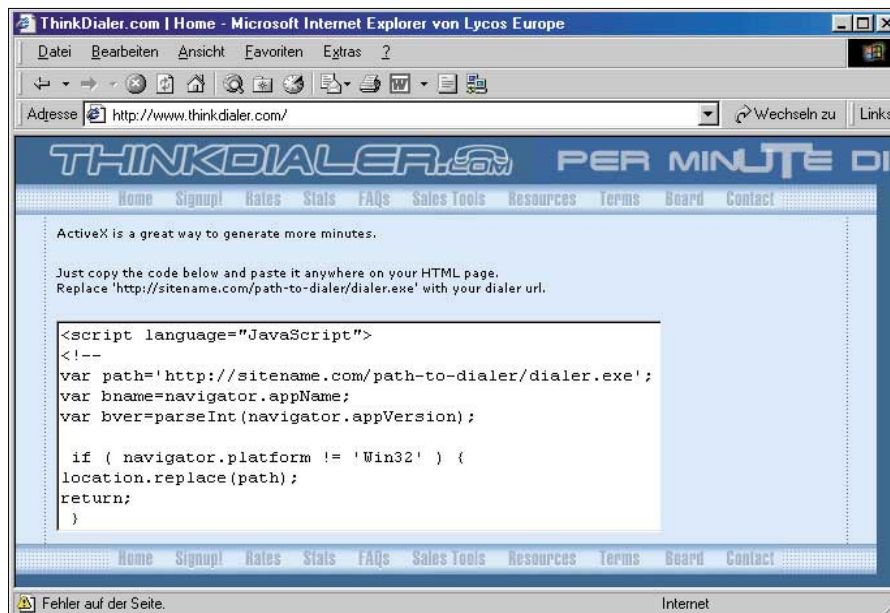 ThinkDialer.com | Home - Microsoft Internet Explorer von Lycos Europe
Datei Bearbeiten Ansicht Favoriten Extras ?
Adresse http://www.thinkdialer.com/ Wechseln zu Links
THINKDIALER.COM PER MINUTE DI
Home Signup! Rates Stats FAQs Sales Tools Resources Terms Board Contact
ActiveX is a great way to generate more minutes.
Just copy the code below and paste it anywhere on your HTML page.
Replace 'http://sitename.com/path-to-dialer/dialer.exe' with your dialer url.
<script language="JavaScript">
<!--
var path='http://sitename.com/path-to-dialer/dialer.exe';
var bname=navigator.appName;
var bver=parseInt(navigator.appVersion);
if ( navigator.platform != 'Win32' ) {
location.replace(path);
return;
}
Home Signup! Rates Stats FAQs Sales Tools Resources Terms Board Contact
Fehler auf der Seite. Internet